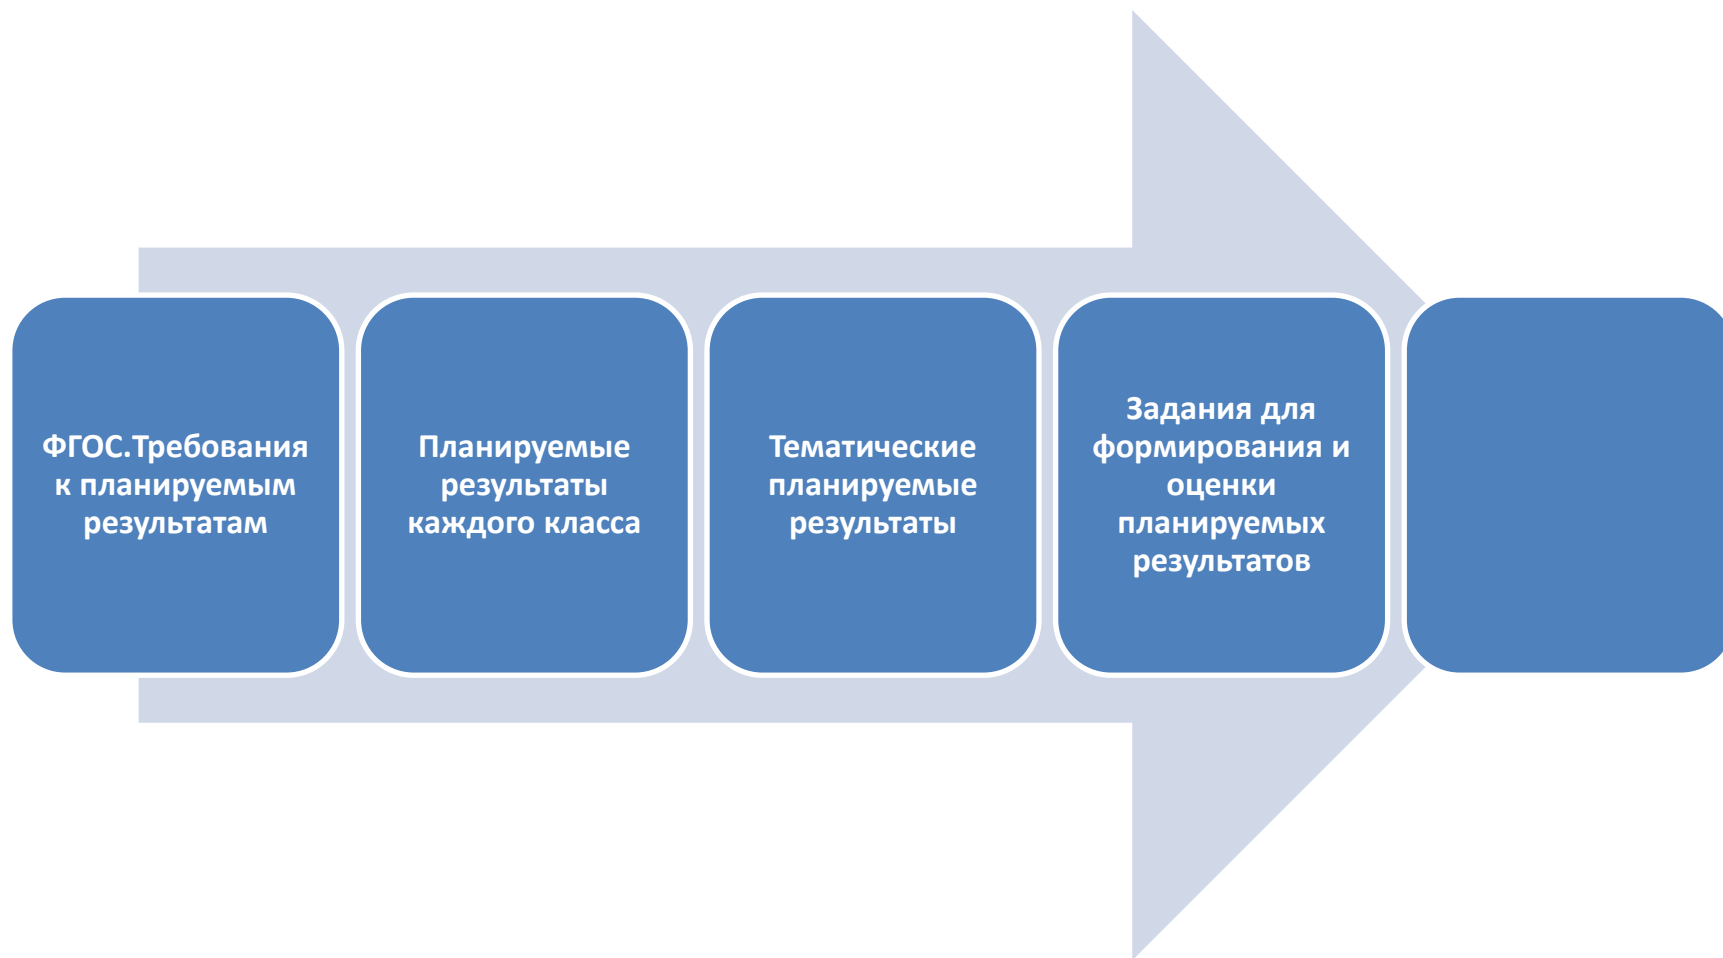 ФГОС.Требования
к планируемым
результатам
Планируемые
результаты
каждого класса
Тематические
планируемые
результаты
Задания для
формирования и
оценки
планируемых
результатов